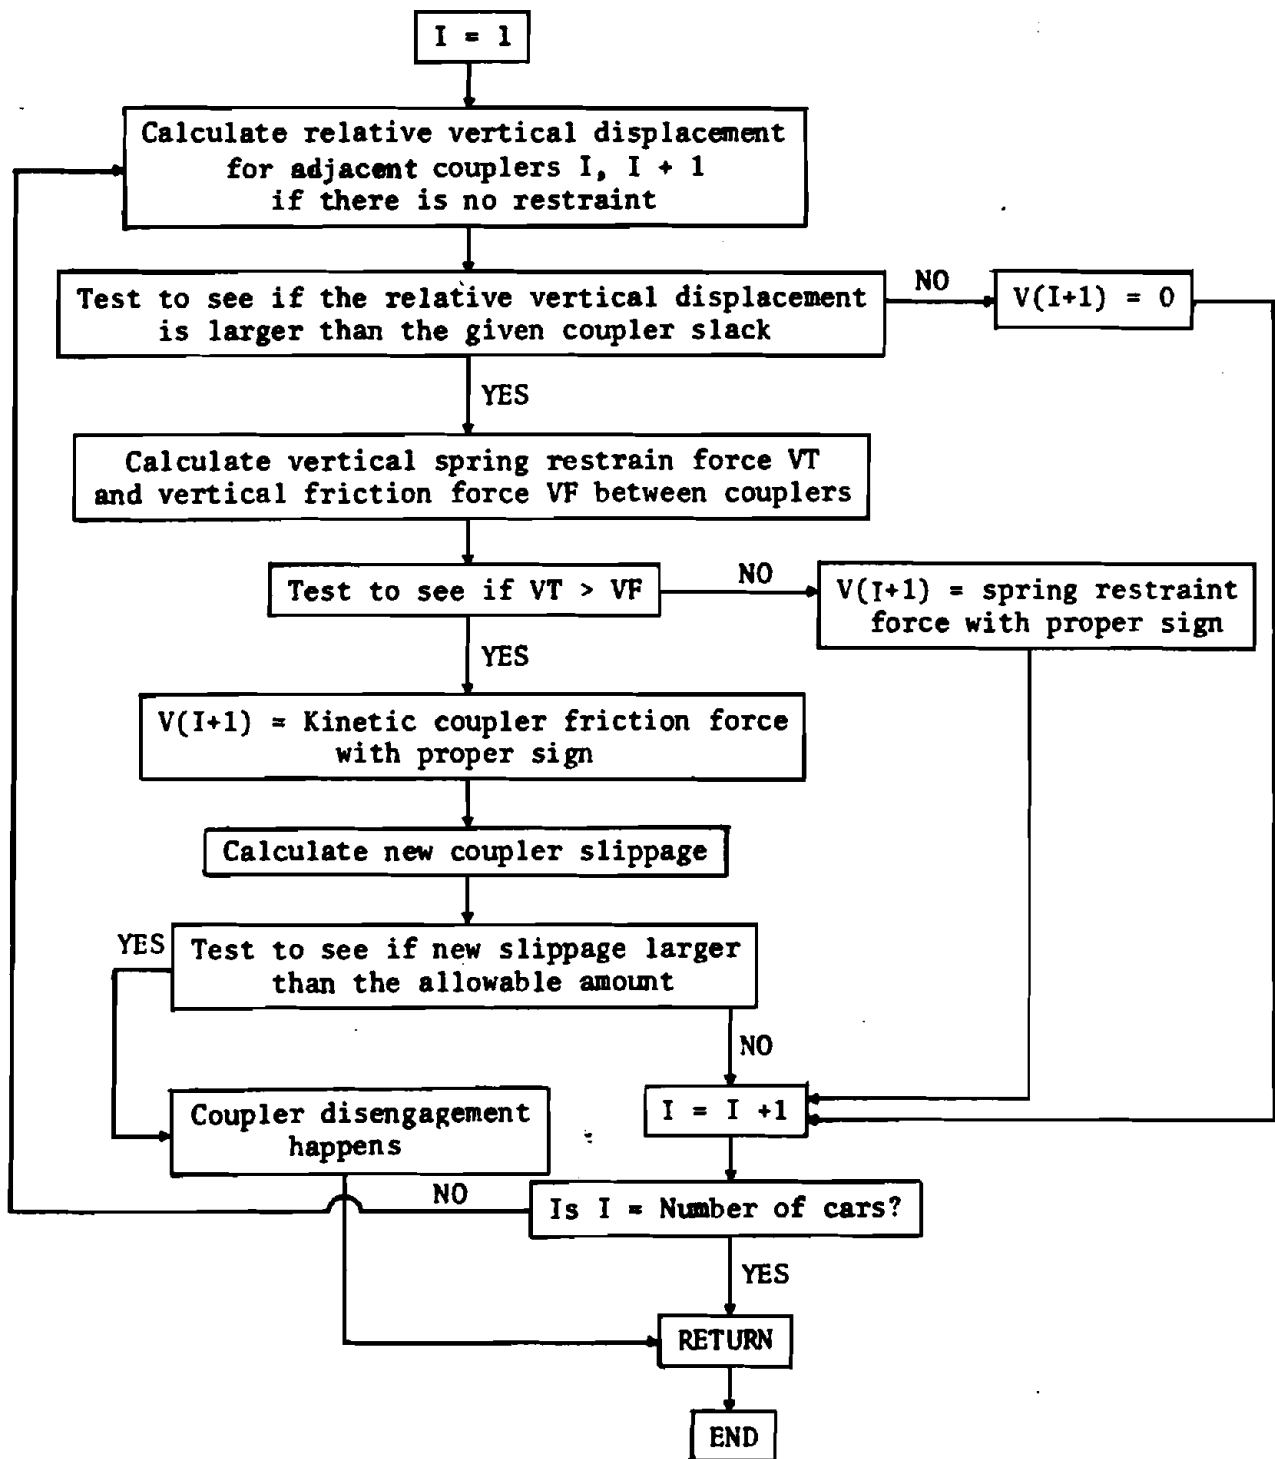 I = 1
Calculate relative vertical displacement
for adjacent couplers I, I + 1
if there is no restraint
Test to see if the relative vertical displacement
is larger than the given coupler slack
NO
V(I+1) = 0
YES
Calculate vertical spring restrain force VT
and vertical friction force VF between couplers
Test to see if VT > VF
NO
V(I+1) = spring restraint
force with proper sign
YES
V(I+1) = Kinetic coupler friction force
with proper sign
Calculate new coupler slippage
YES
Test to see if new slippage larger
than the allowable amount
NO
Coupler disengagement
happens
I = I +1
NO
Is I = Number of cars?
YES
RETURN
END